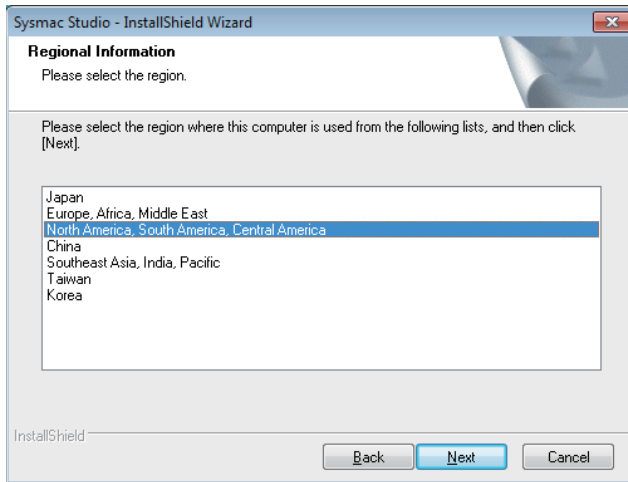 Sysmac Studio - InstallShield Wizard
Regional Information
Please select the region.
Please select the region where this computer is used from the following lists, and then click
[Next].
Japan
Europe, Africa, Middle East
North America, South America, Central America
China
Southeast Asia, India, Pacific
Taiwan
Korea
InstallShield
Back
Next
Cancel